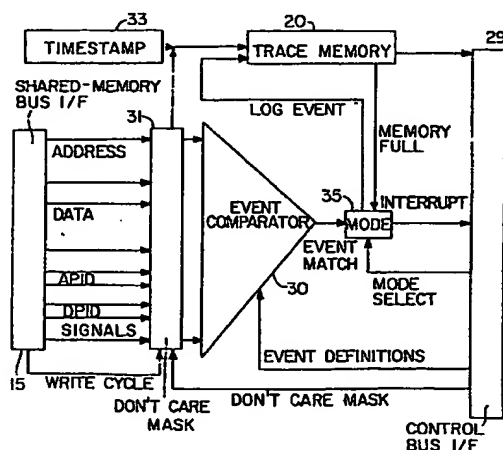 33
20
29
TIMESTAMP
TRACE MEMORY
SHARED-MEMORY
BUS I/F
31
LOG EVENT
MEMORY
FULL
ADDRESS
35
INTERRUPT
DATA
EVENT
COMPARATOR
MODE
EVENT
MATCH
30
MODE
SELECT
APID
DPID
SIGNALS
EVENT DEFINITIONS
15
WRITE CYCLE
DON'T CARE
MASK
DON'T CARE MASK
CONTROL
BUS I/F